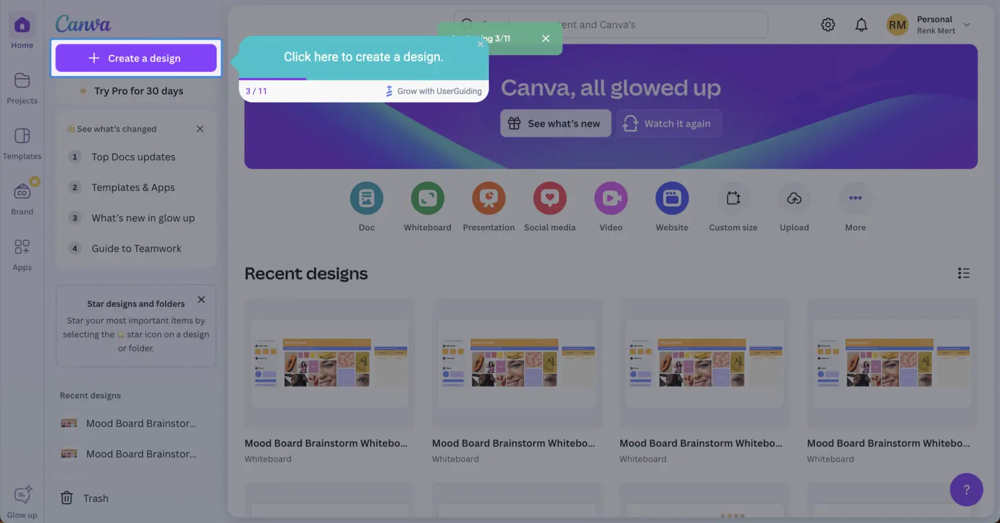 Canva
Home
Create a design
Try Pro for 30 days
Projects
👋 See what's changed
1 Top Docs updates
2 Templates & Apps
3 What's new in glow up
4 Guide to Teamwork
Templates
Brand
Apps
Star designs and folders
Star your most important items by
selecting the ⭐ star icon on a design
or folder.
Recent designs
Mood Board Brainstor...
Mood Board Brainstor...
Trash
Glow up
Click here to create a design.
3 / 11
Grow with UserGuiding
3/11
and Canva's
RM
Personal
Renk Mert
Canva, all glowed up
See what's new
Watch it again
Doc
Whiteboard
Presentation
Social media
Video
Website
Custom size
Upload
More
Recent designs
Mood Board Brainstorm Whitebo...
Whiteboard
Mood Board Brainstorm Whitebo...
Whiteboard
Mood Board Brainstorm Whitebo...
Whiteboard
Mood Board Brainstorm Whitebo...
Whiteboard
?